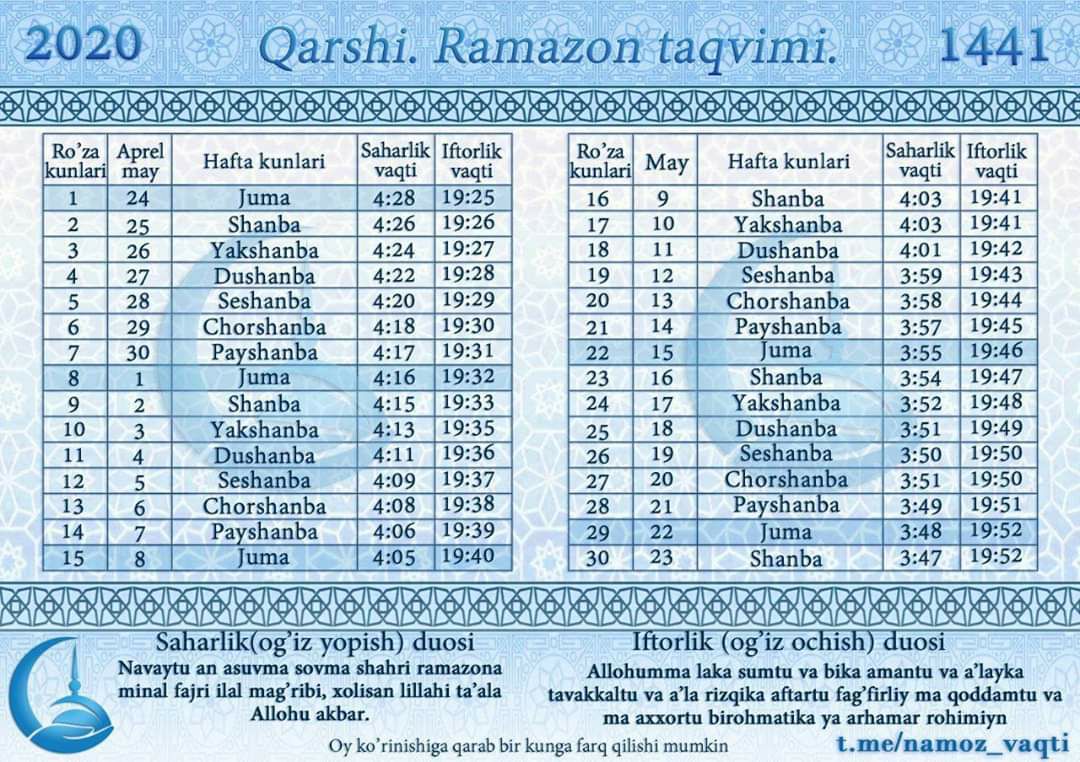 2020 Qarshi. Ramazon taqvimi. 1441
Ro'za kunlari Aprel may Hafta kunlari Saharlik vaqti Iftorlik vaqti
1 24 Juma 4:28 19:25
2 25 Shanba 4:26 19:26
3 26 Yakshanba 4:24 19:27
4 27 Dushanba 4:22 19:28
5 28 Seshanba 4:20 19:29
6 29 Chorshanba 4:18 19:30
7 30 Payshanba 4:17 19:31
8 1 Juma 4:16 19:32
9 2 Shanba 4:15 19:33
10 3 Yakshanba 4:13 19:35
11 4 Dushanba 4:11 19:36
12 5 Seshanba 4:09 19:37
13 6 Chorshanba 4:08 19:38
14 7 Payshanba 4:06 19:39
15 8 Juma 4:05 19:40
Ro'za kunlari May Hafta kunlari Saharlik vaqti Iftorlik vaqti
16 9 Shanba 4:03 19:41
17 10 Yakshanba 4:03 19:41
18 11 Dushanba 4:01 19:42
19 12 Seshanba 3:59 19:43
20 13 Chorshanba 3:58 19:44
21 14 Payshanba 3:57 19:45
22 15 Juma 3:55 19:46
23 16 Shanba 3:54 19:47
24 17 Yakshanba 3:52 19:48
25 18 Dushanba 3:51 19:49
26 19 Seshanba 3:50 19:50
27 20 Chorshanba 3:51 19:50
28 21 Payshanba 3:49 19:51
29 22 Juma 3:48 19:52
30 23 Shanba 3:47 19:52
Saharlik(og'iz yopish) duosi
Navaytu an asuvma sovma shahri ramazona
minal fajri ilal mag'ribi, xolisan lillahi ta'ala
Allohu akbar.
Iftorlik (og'iz ochish) duosi
Allohumma laka sumtu va bika amantu va a'layka
tavakkaltu va a'la rizqika aftartu fag'firliy ma qoddamtu va
ma axxortu birohmatika ya arhamar rohimiyn
Oy ko'rinishiga qarab bir kunga farq qilishi mumkin
t.me/namoz_vaqti